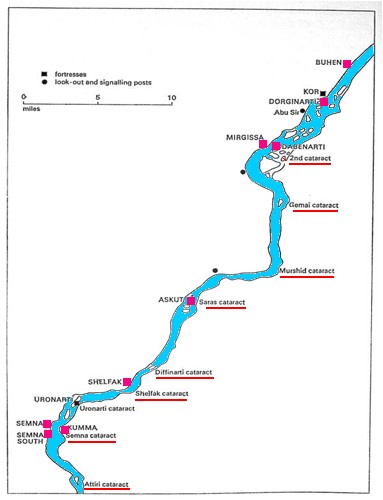 BUHEN
fortresses
look-out and signalling posts
0 5 10
miles
KOR
DORGINARTI
Abu Sir
MIRGISSA
DABENARTI
2nd cataract
Gemai cataract
Murshid cataract
ASKUT
Saras cataract
Diffinarti cataract
SHELFAK
Shelfak cataract
URONARTI
Uronarti cataract
SEMNA
KUMMA
SEMNA
SOUTH
Semna cataract
Attiri cataract